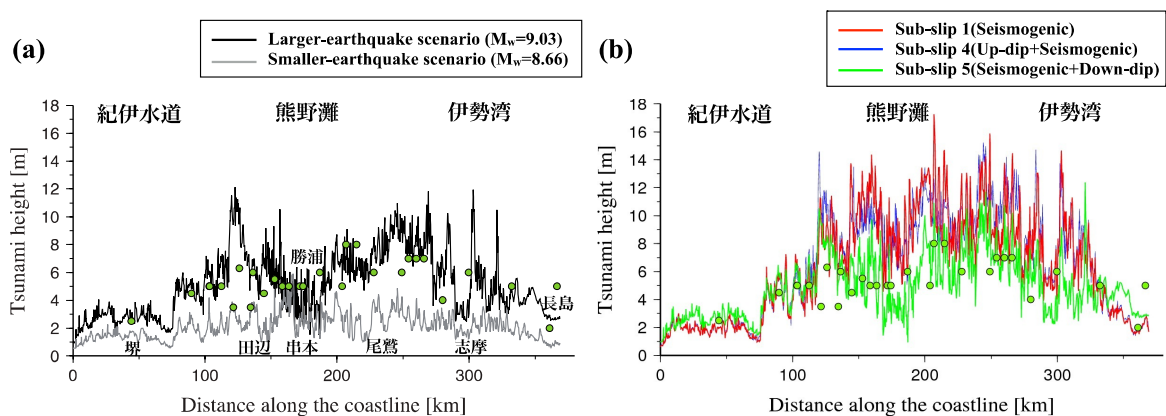 (a)
Larger-earthquake scenario (Mw=9.03)
Smaller-earthquake scenario (Mw=8.66)
Tsunami height [m]
18
16
14
12
10
8
6
4
2
0
紀伊水道
熊野灘
伊勢湾
勝浦
長島
堺
田辺
串本
尾鷲
志摩
0
100
200
300
Distance along the coastline [km]
(b)
Sub-slip 1(Seismogenic)
Sub-slip 4(Up-dip+Seismogenic)
Sub-slip 5(Seismogenic+Down-dip)
Tsunami height [m]
18
16
14
12
10
8
6
4
2
0
紀伊水道
熊野灘
伊勢湾
0
100
200
300
Distance along the coastline [km]